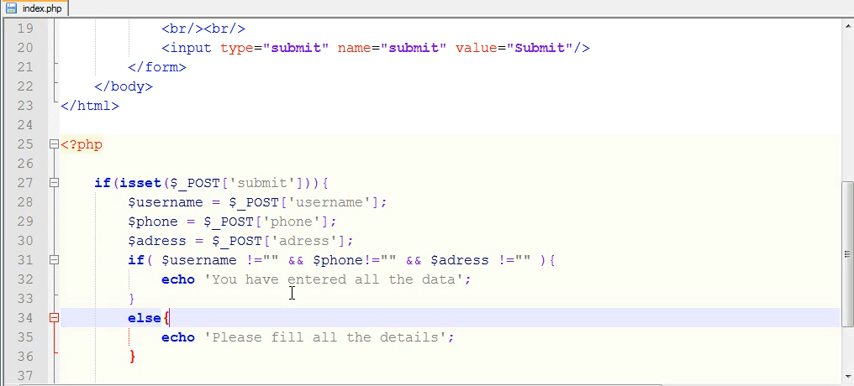 index.php
19 <br/><br/>
20 <input type="submit" name="submit" value="Submit"/>
21 </form>
22 </body>
23 </html>
24
25 <?php
26
27 if(isset($_POST['submit'])){
28 $username = $_POST['username'];
29 $phone = $_POST['phone'];
30 $adress = $_POST['adress'];
31 if( $username !="" && $phone!="" && $adress !="" ){
32 echo 'You have entered all the data';
33 }
34 else{
35 echo 'Please fill all the details';
36 }
37